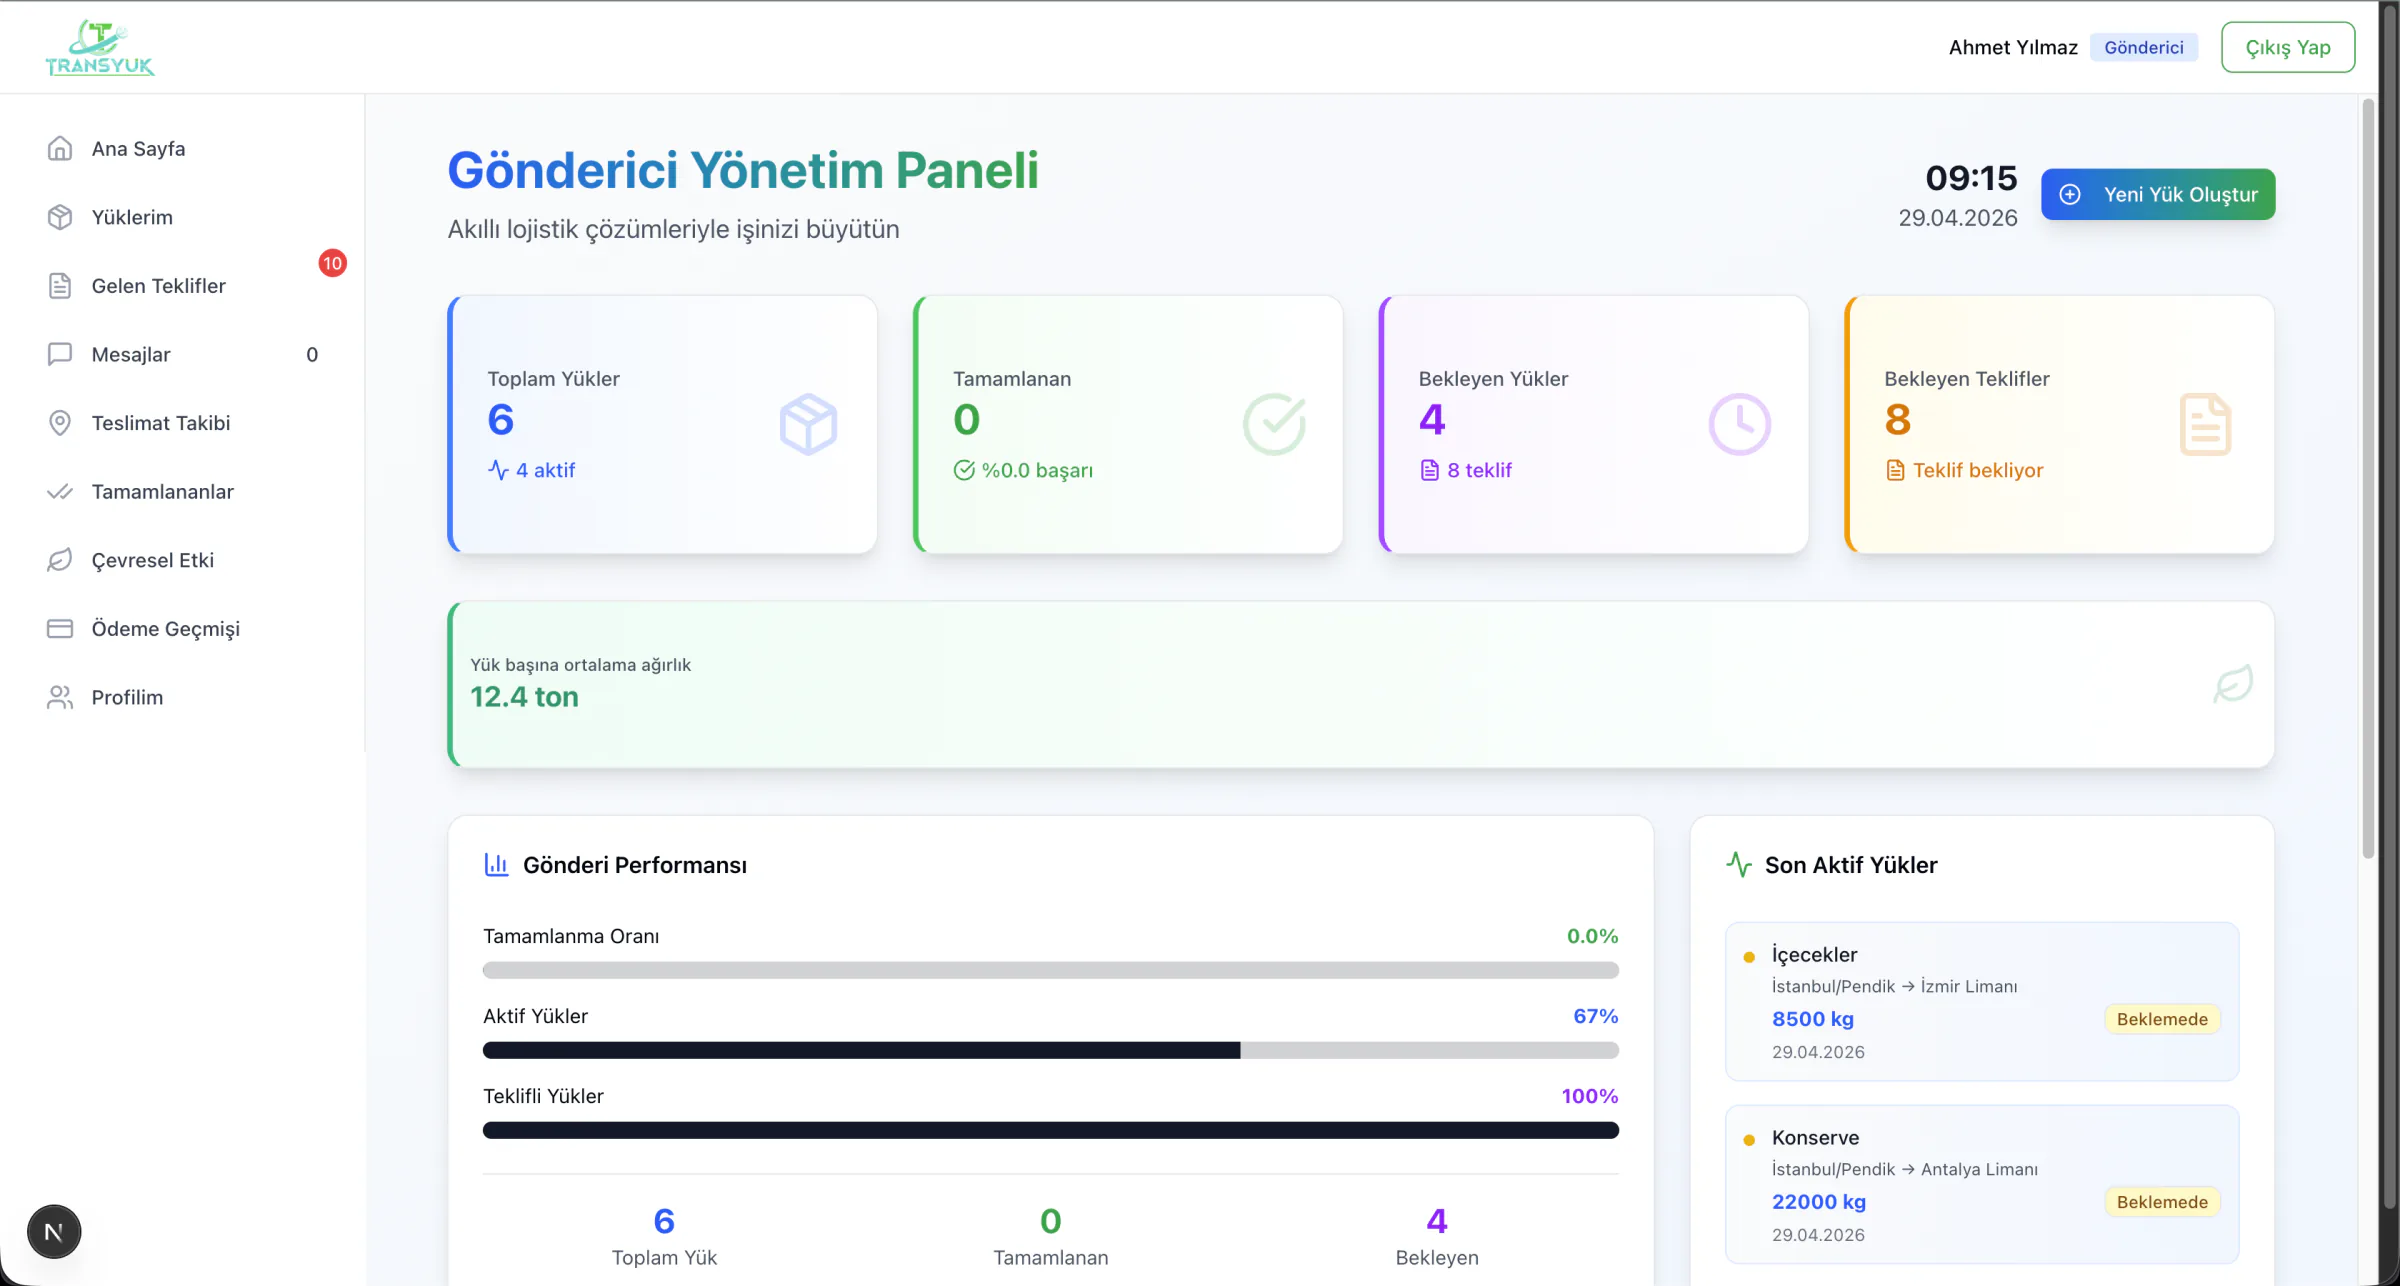 TRANSYUK
Ahmet Yılmaz
Gönderici
Çıkış Yap
Ana Sayfa
Yüklerim
10
Gelen Teklifler
Mesajlar
0
Teslimat Takibi
Tamamlananlar
Çevresel Etki
Ödeme Geçmişi
Profilim
N
Gönderici Yönetim Paneli
Akıllı lojistik çözümleriyle işinizi büyütün
09:15
29.04.2026
Yeni Yük Oluştur
Toplam Yükler
6
4 aktif
Tamamlanan
0
%0.0 başarı
Bekleyen Yükler
4
8 teklif
Bekleyen Teklifler
8
Teklif bekliyor
Yük başına ortalama ağırlık
12.4 ton
Gönderi Performansı
Tamamlanma Oranı
0.0%
Aktif Yükler
67%
Teklifli Yükler
100%
6
Toplam Yük
0
Tamamlanan
4
Bekleyen
Son Aktif Yükler
İçecekler
İstanbul/Pendik → İzmir Limanı
8500 kg
Beklemede
29.04.2026
Konserve
İstanbul/Pendik → Antalya Limanı
22000 kg
Beklemede
29.04.2026